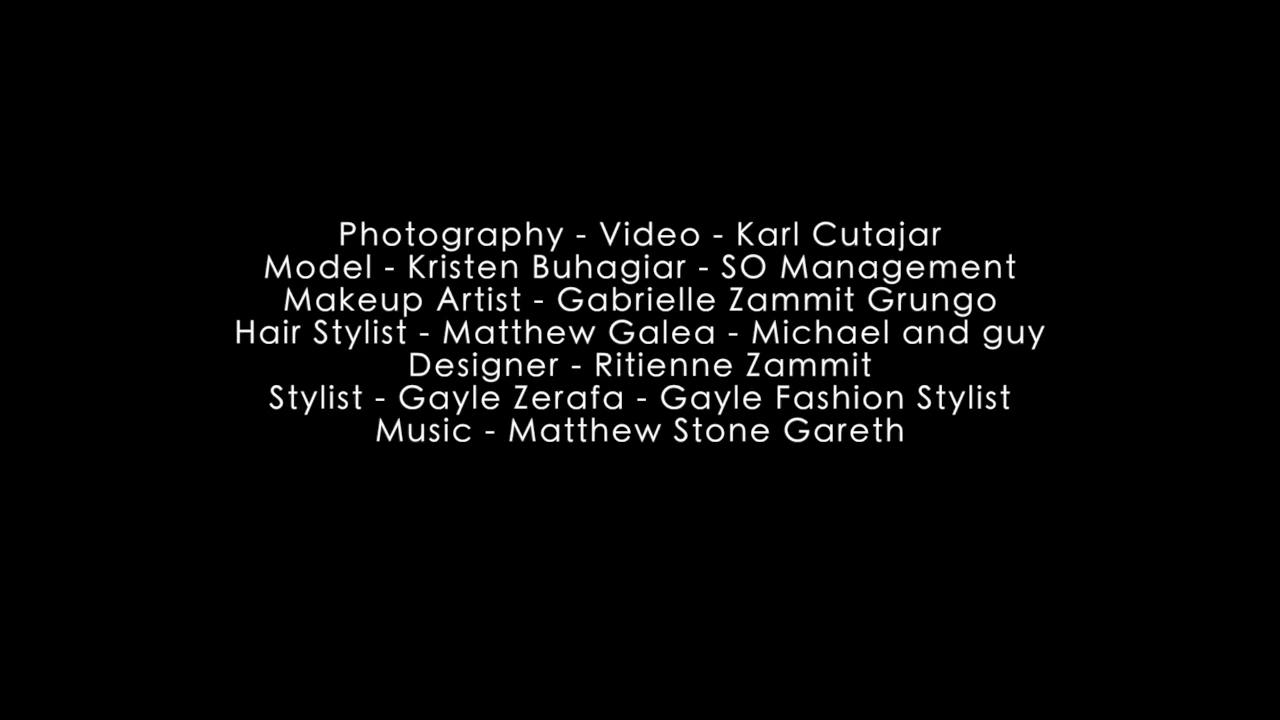 Photography - Video - Karl Cutajar
Model - Kristen Buhagiar - SO Management
Makeup Artist - Gabrielle Zammit Grungo
Hair Stylist - Matthew Galea - Michael and guy
Designer - Ritienne Zammit
Stylist - Gayle Zerafa - Gayle Fashion Stylist
Music - Matthew Stone Gareth